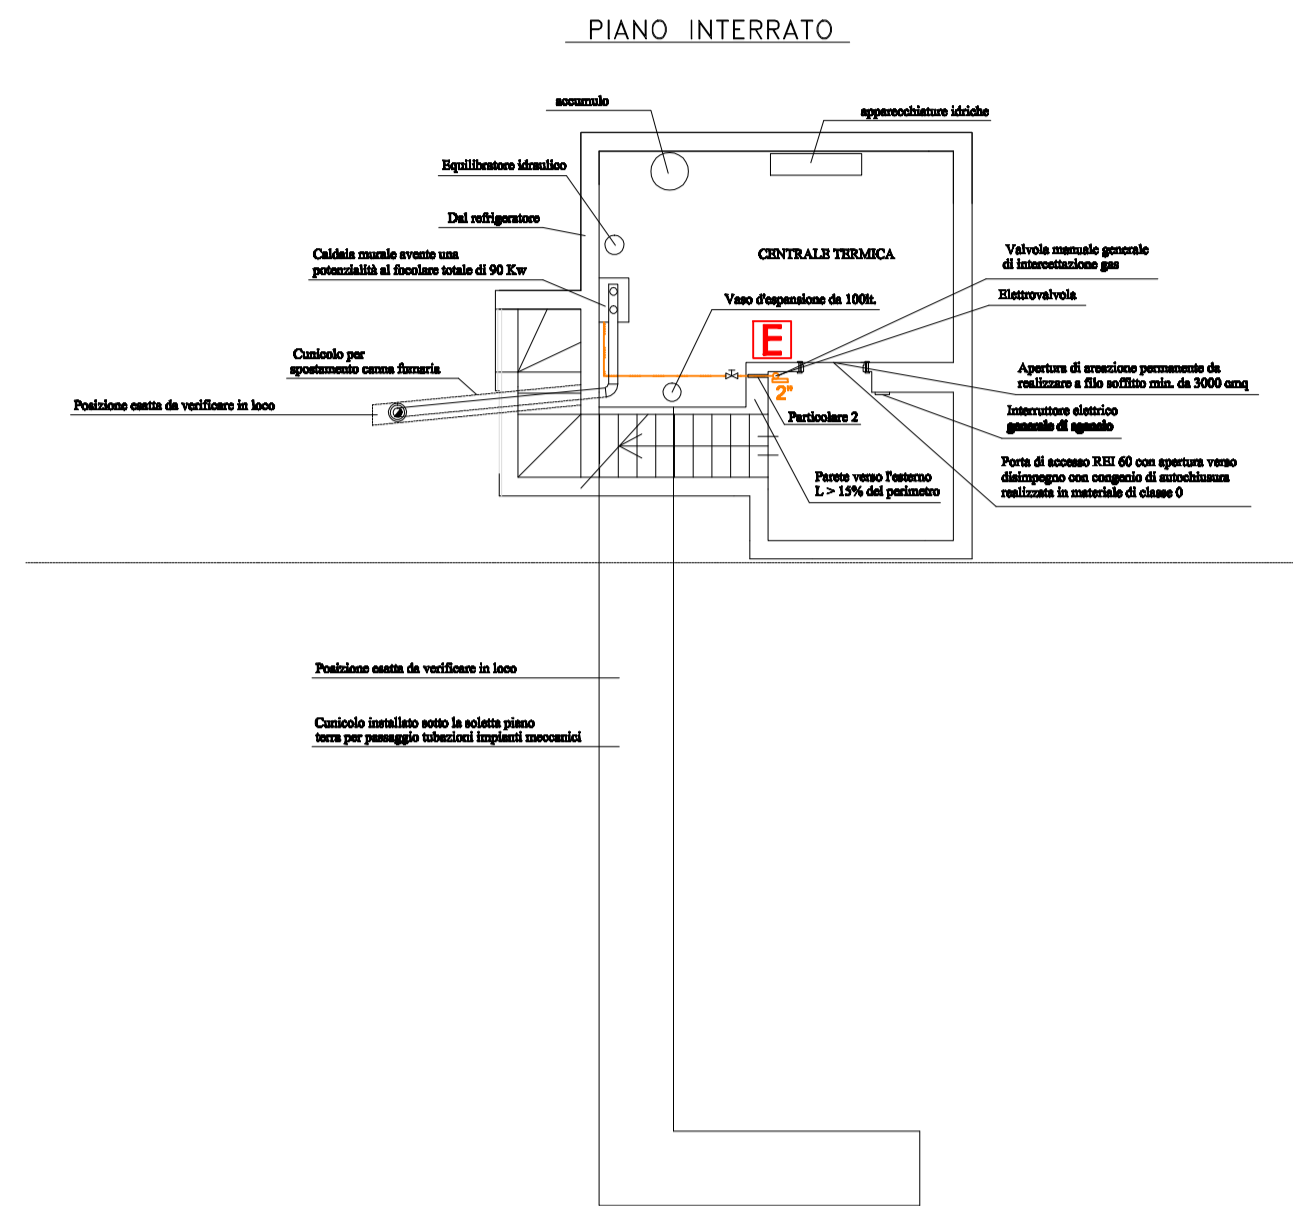 PIANO INTERRATO
accumulo
apparecchiature idriche
Equilibratore idraulico
Dal refrigeratore
Caldaia murale avente una
potenzialità al focolare totale di 90 Kw
CENTRALE TERMICA
Valvola manuale generale
di intercettazione gas
Elettrovalvola
Vaso d'espansione da 100lt.
E
Cunicolo per
spostamento canna fumaria
Apertura di areazione permanente da
realizzare a filo soffitto min. da 3000 cmq
2"
Posizione esatta da verificare in loco
Particolare 2
Interruttore elettrico
generale di sgancio
Porta di accesso REI 60 con apertura verso
disimpegno con congenio di autochiusura
realizzata in materiale di classe 0
Parete verso l'esterno
L > 15% del perimetro
Posizione esatta da verificare in loco
Cunicolo installato sotto la soletta piano
terra per passaggio tubazioni impianti meccanici